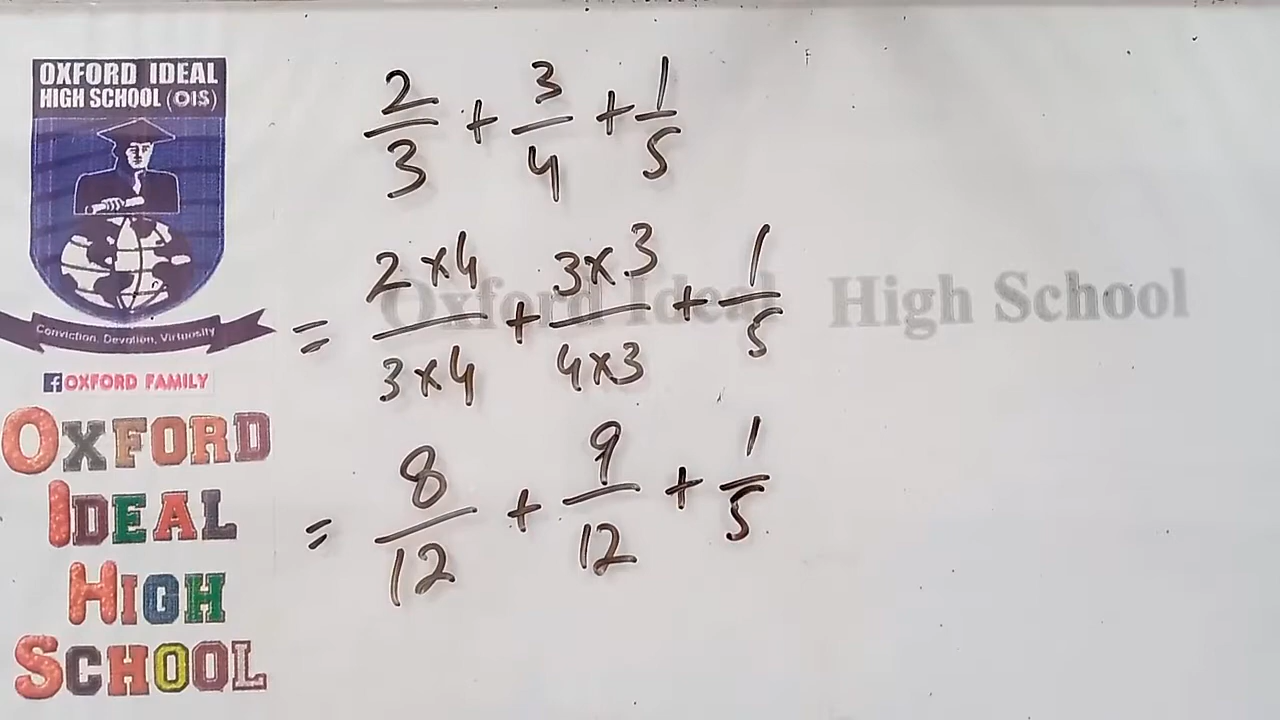 OXFORD IDEAL
HIGH SCHOOL (OIS)
Conviction, Devotion, Virtuosity
f OXFORD FAMILY
OXFORD
IDEAL
HIGH
SCHOOL
Oxford Ideal High School
2/3 + 3/4 + 1/5
= 2×4/3×4 + 3×3/4×3 + 1/5
= 8/12 + 9/12 + 1/5